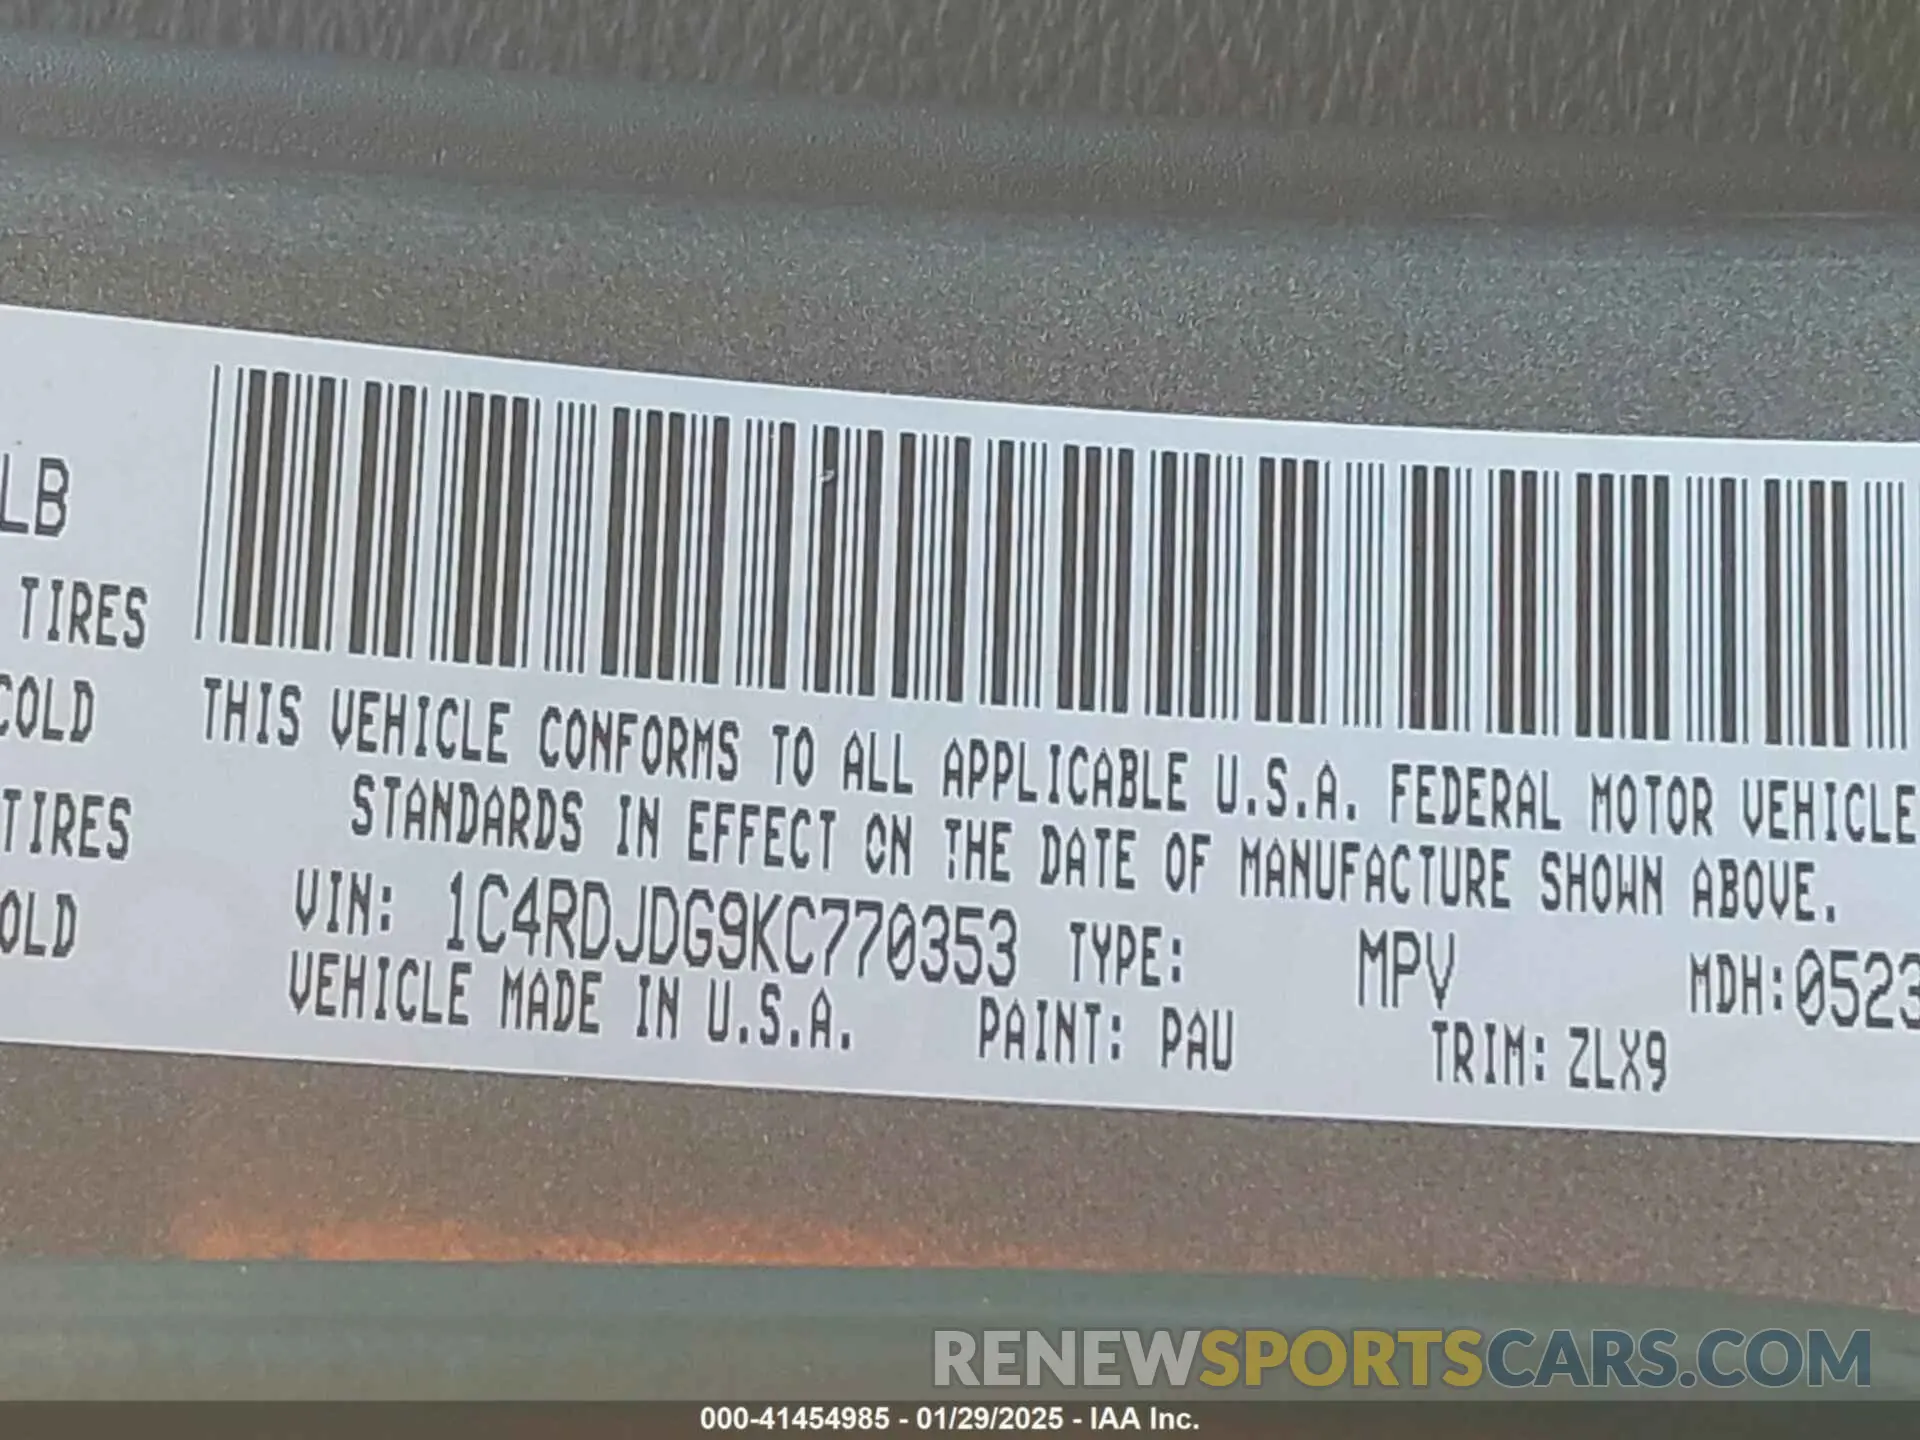 LB
TIRES
COLD
TIRES
OLD
THIS VEHICLE CONFORMS TO ALL APPLICABLE U.S.A. FEDERAL MOTOR VEHICLE
STANDARDS IN EFFECT ON THE DATE OF MANUFACTURE SHOWN ABOVE.
VIN: 1C4RDJDG9KC770353 TYPE: MPV MDH:0523
VEHICLE MADE IN U.S.A. PAINT: PAU TRIM: ZLX9
RENEWSPORTSCARS.COM
000-41454985 - 01/29/2025 - IAA Inc.